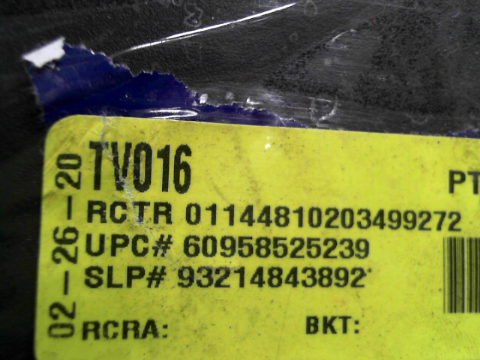 TV016
PT
RCTR 01144810203499272
UPC# 60958525239
SLP# 93214843892
RCRA: BKT:
02-26-20